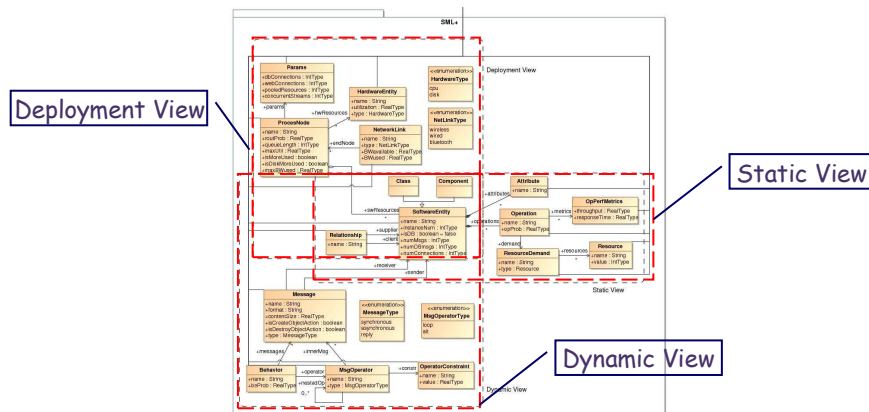 SML+
Deployment View
Params
+dbConnections : IntType
+webConnections : IntType
+pooledResources : IntType
+concurrentStreams : IntType
+params
+hwResources
HardwareEntity
+name : String
+utilization : RealType
+type : HardwareType
<<enumeration>>
HardwareType
cpu
disk
Deployment View
ProcesNode
+name : String
+routProb : RealType
+queueLength : IntType
+maxUtil : RealType
+isMoreUsed : boolean
+isDiskMoreUsed : boolean
+maxBWused : RealType
+endNode
NetworkLink
+name : String
+type : NetLinkType
+BWavailable : RealType
+BWused : RealType
<<enumeration>>
NetLinkType
wireless
wired
bluetooth
Static View
Class
Component
+attributes
Attribute
+name : String
+swResources
SoftwareEntity
+name : String
+instanceNum : IntType
+isDB : boolean = false
+numMsgs : IntType
+numDBmsgs : IntType
+numConnections : IntType
+operations
Operation
+name : String
+opProb : RealType
+metrics
OpPerfMetrics
+throughput : RealType
+responseTime : RealType
+supplier
+client
Relationship
+name : String
+demand
ResourceDemand
+name : String
+type : Resource
+resources
Resource
+name : String
+value : IntType
+receiver
+sender
Static View
Message
+name : String
+format : String
+contentSize : RealType
+isCreateObjectAction : boolean
+isDestroyObjectAction : boolean
+type : MessageType
<<enumeration>>
MessageType
synchronous
asynchronous
reply
<<enumeration>>
MsgOperatorType
loop
alt
+messages
+innerMsg
Behavior
+name : String
+beProb : RealType
+operator
+nestedOp
0..*
MsgOperator
+name : String
+type : MsgOperatorType
+constr
OperatorConstraint
+name : String
+value : RealType
Dynamic View
Dynamic View